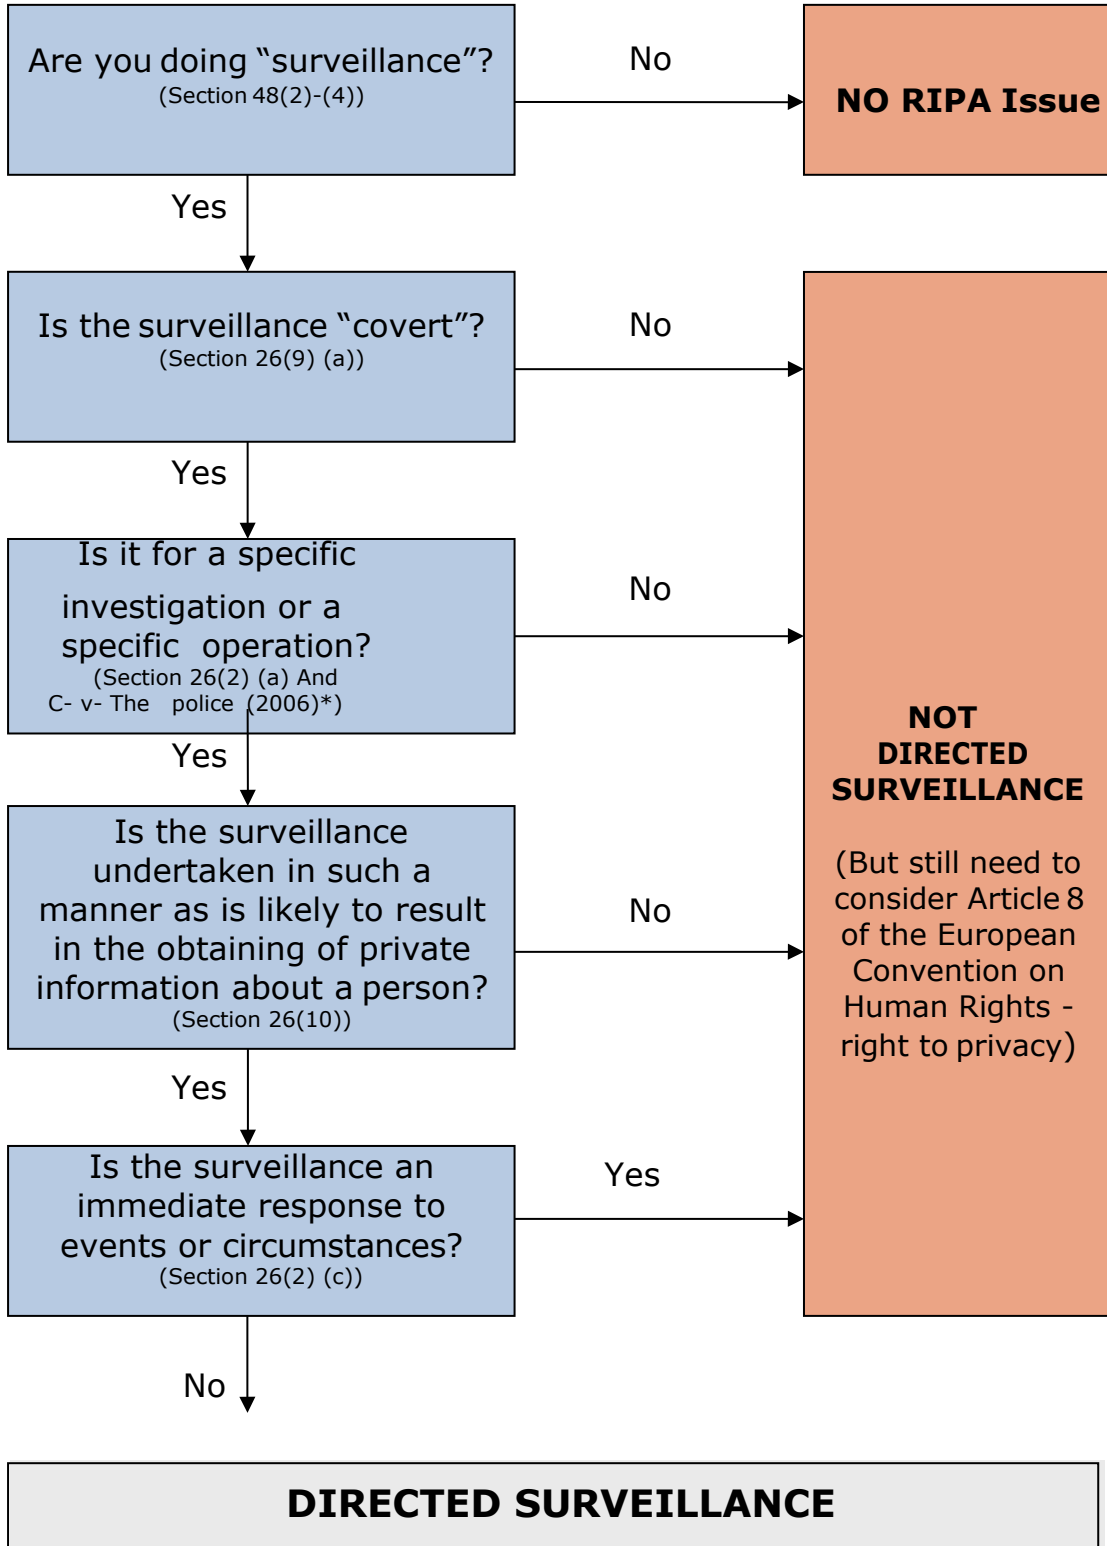 Are you doing “surveillance”?
(Section 48(2)-(4))
No
NO RIPA Issue
Yes
Is the surveillance “covert”?
(Section 26(9) (a))
No
Yes
Is it for a specific
investigation or a
specific operation?
(Section 26(2) (a) And
C- v- The police (2006)*)
No
Yes
Is the surveillance
undertaken in such a
manner as is likely to result
in the obtaining of private
information about a person?
(Section 26(10))
No
Yes
Is the surveillance an
immediate response to
events or circumstances?
(Section 26(2) (c))
Yes
No
NOT
DIRECTED
SURVEILLANCE
(But still need to
consider Article 8
of the European
Convention on
Human Rights -
right to privacy)
DIRECTED SURVEILLANCE